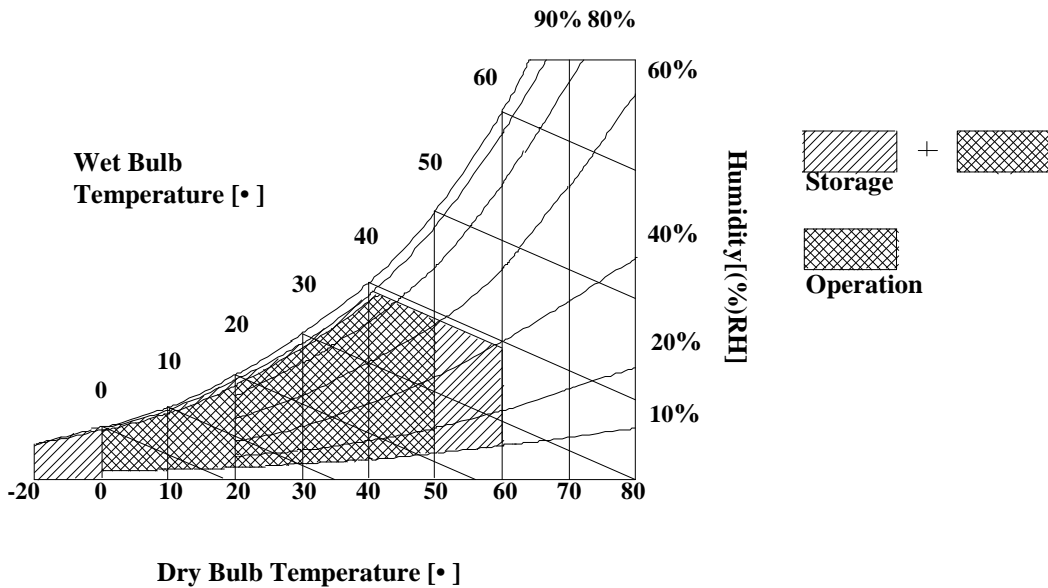 90% 80%
60
60%
50
Wet Bulb
Temperature [• ]
40
40%
30
20
20%
10
0
10%
Humidity[(%)RH]
-20 0 10 20 30 40 50 60 70 80
Dry Bulb Temperature [• ]
+
Storage
Operation